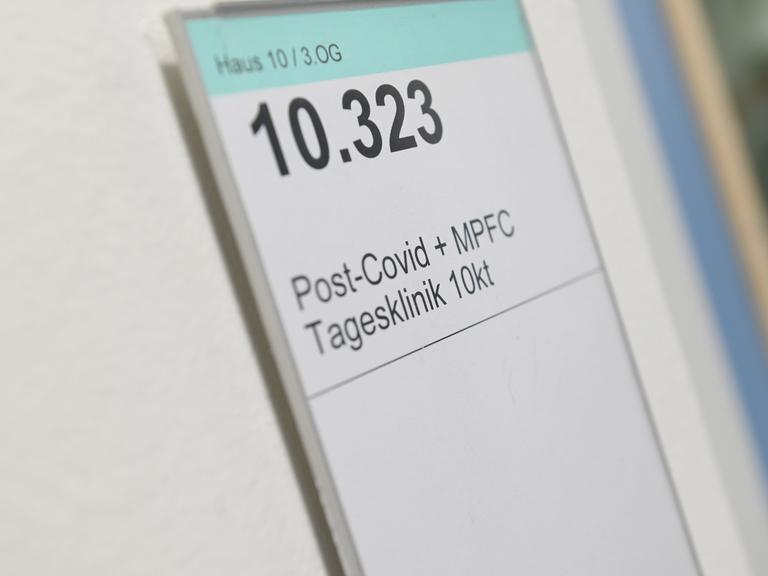 Haus 10 / 3.OG
10.323
Post-Covid + MPFC
Tagesklinik 10kt